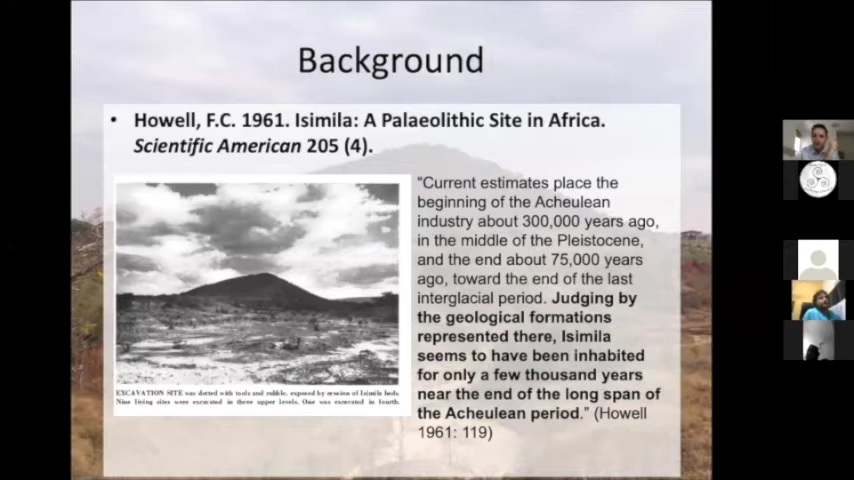 Background
• Howell, F.C. 1961. Isimila: A Palaeolithic Site in Africa.
Scientific American 205 (4).
“Current estimates place the
beginning of the Acheulean
industry about 300,000 years ago,
in the middle of the Pleistocene,
and the end about 75,000 years
ago, toward the end of the last
interglacial period. Judging by
the geological formations
represented there, Isimila
seems to have been inhabited
for only a few thousand years
near the end of the long span of
the Acheulean period.” (Howell
1961: 119)
EXCAVATION SITE was dotted with tools and rubble, exposed by erosion of Isimila beds.
Nine living sites were excavated in three upper levels. One was excavated in fourth.